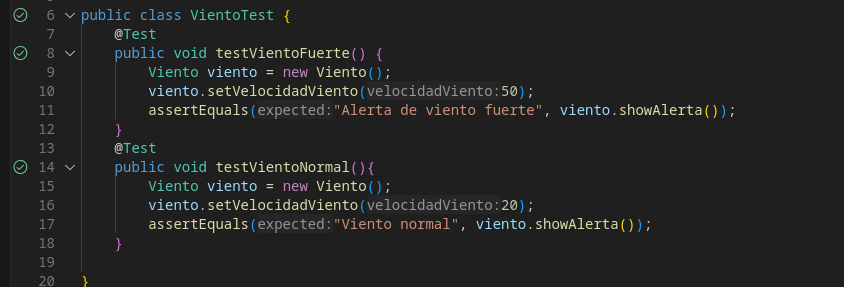 6 public class VientoTest {
7 @Test
8 public void testVientoFuerte() {
9 Viento viento = new Viento();
10 viento.setVelocidadViento(velocidadViento:50);
11 assertEquals(expected:"Alerta de viento fuerte", viento.showAlerta());
12 }
13 @Test
14 public void testVientoNormal(){
15 Viento viento = new Viento();
16 viento.setVelocidadViento(velocidadViento:20);
17 assertEquals(expected:"Viento normal", viento.showAlerta());
18 }
19
20 }